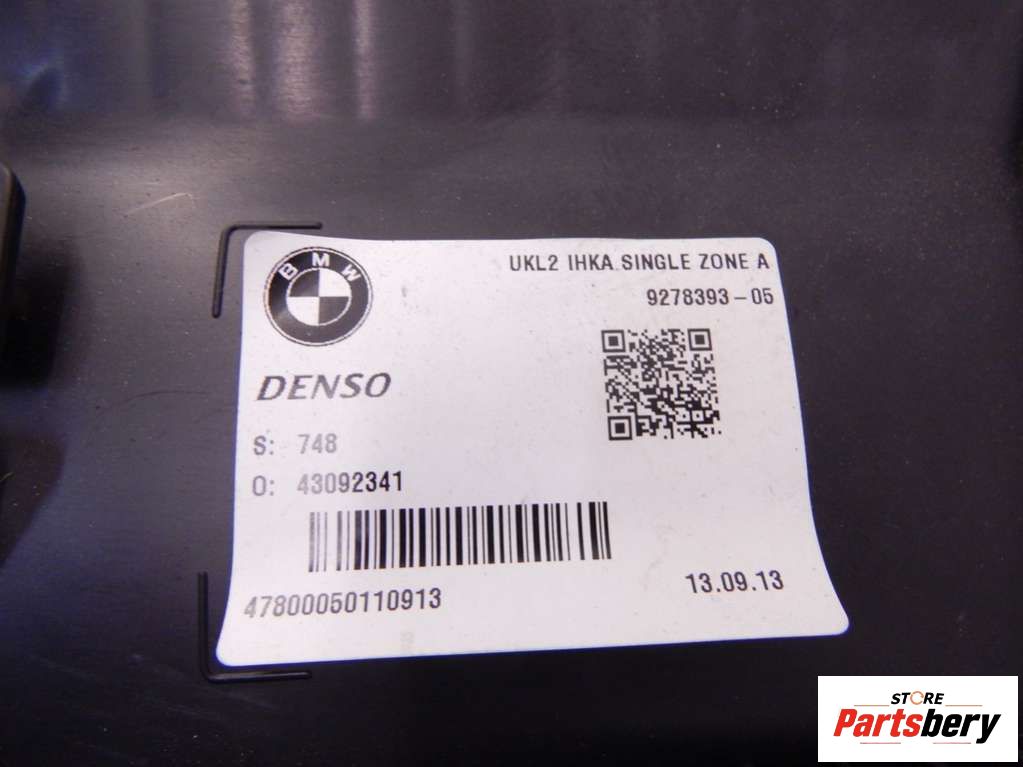 BMW
UKL2 IHKA SINGLE ZONE A
9278393-05
DENSO
S: 748
O: 43092341
47800050110913
13.09.13
STORE
Partsbery